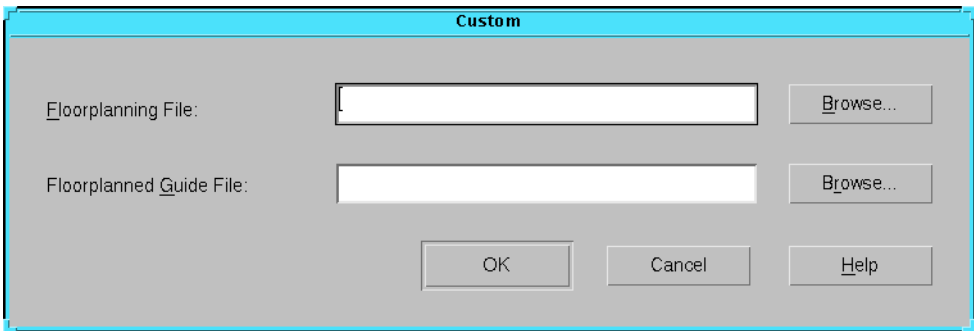 Custom
Floorplanning File:
Browse...
Floorplanned Guide File:
Browse...
OK Cancel Help